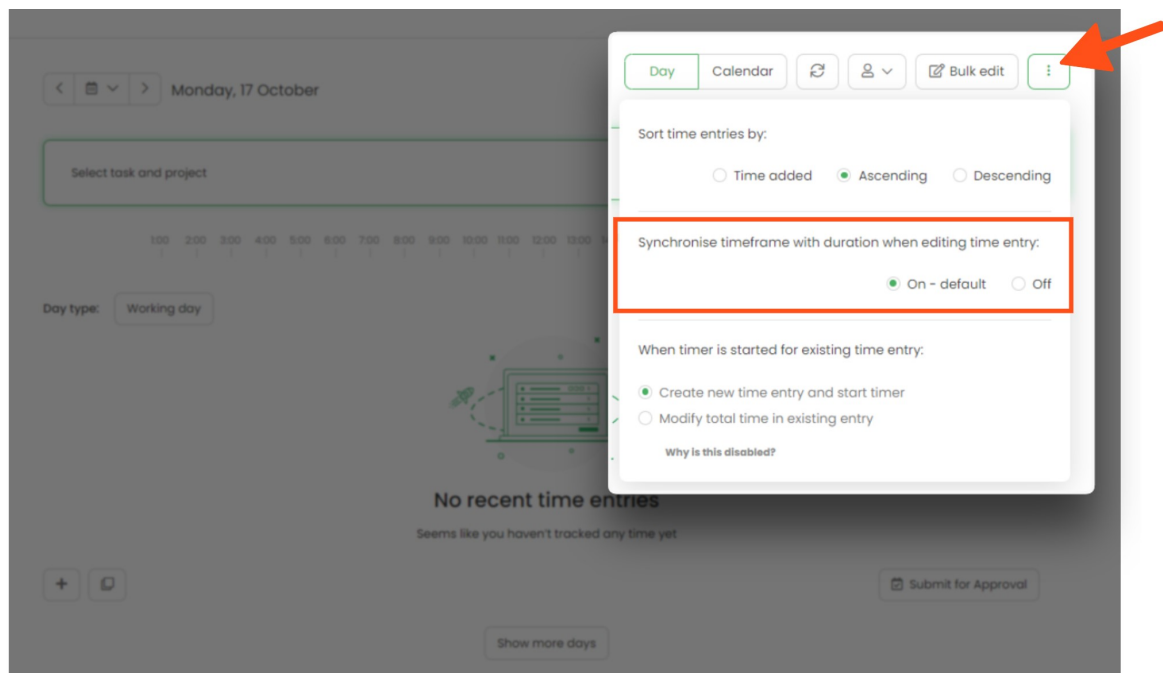 Day Calendar Bulk edit
Monday, 17 October
Sort time entries by:
Select task and project
Time added Ascending Descending
1:00 2:00 3:00 4:00 5:00 6:00 7:00 8:00 9:00 10:00 11:00 12:00 13:00
Synchronise timeframe with duration when editing time entry:
On - default Off
Day type: Working day
When timer is started for existing time entry:
Create new time entry and start timer
Modify total time in existing entry
Why is this disabled?
No recent time entries
Seems like you haven't tracked any time yet
Submit for Approval
Show more days